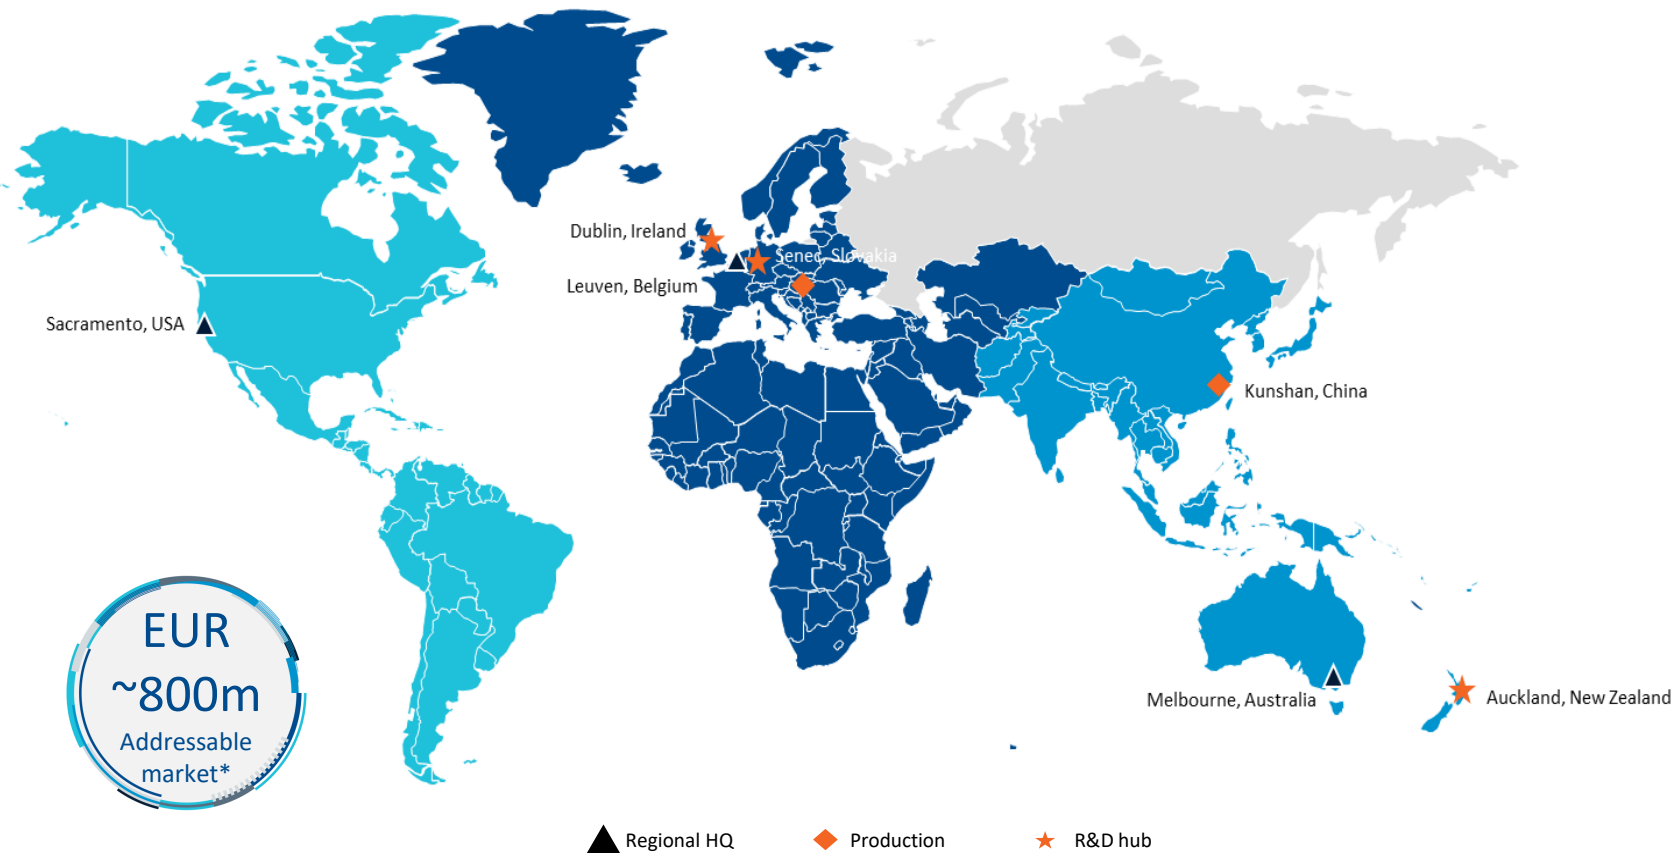 Dublin, Ireland
Senec, Slovakia
Leuven, Belgium
Sacramento, USA
Kunshan, China
EUR
~800m
Addressable
market*
Melbourne, Australia
Auckland, New Zealand
Regional HQ
Production
R&D hub